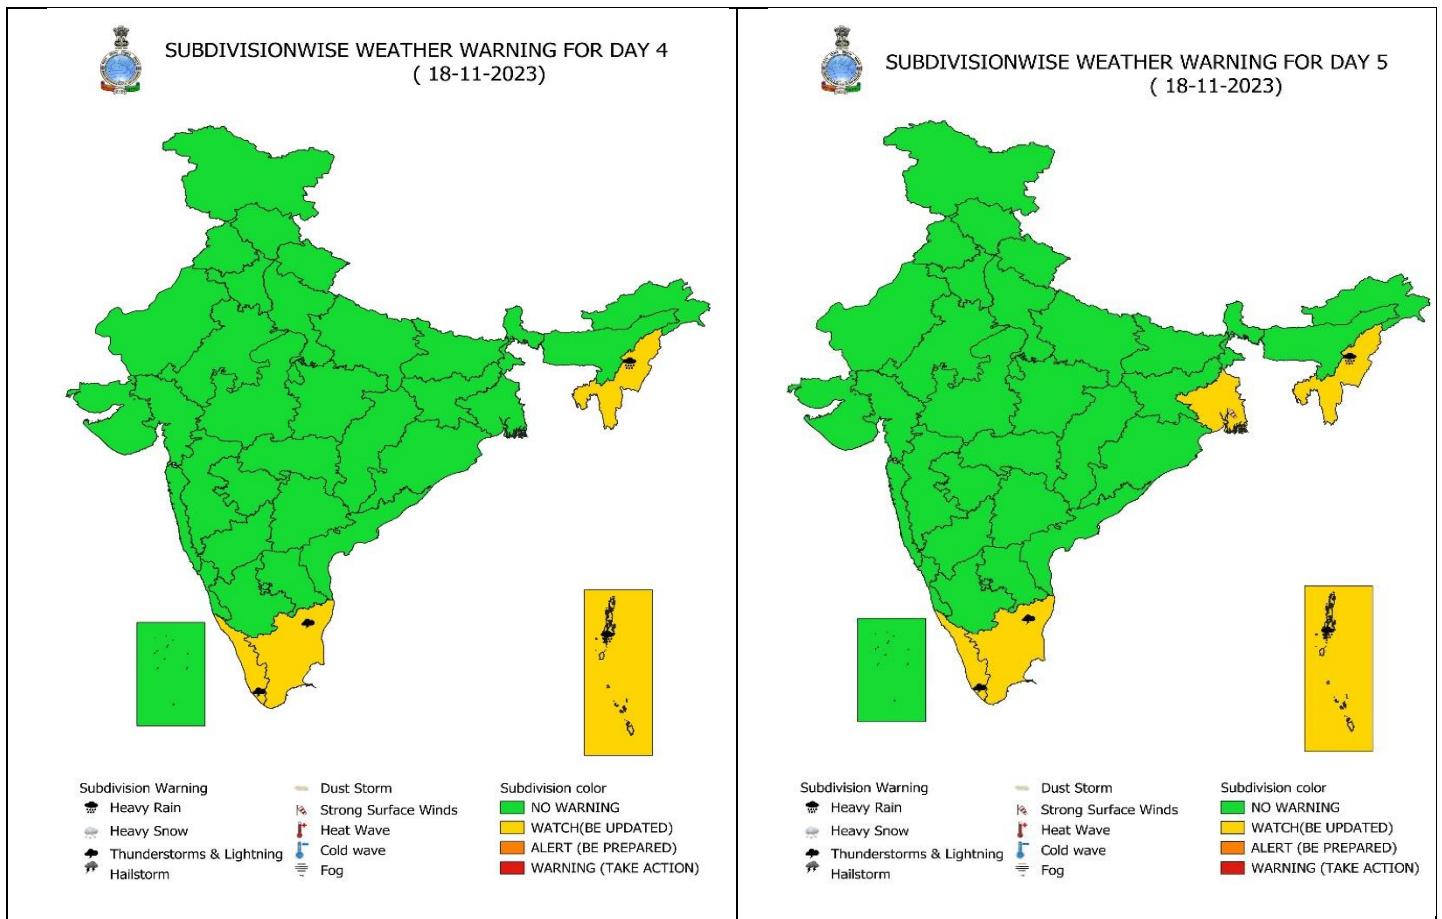 SUBDIVISIONWISE WEATHER WARNING FOR DAY 4
( 18-11-2023)
Subdivision Warning
Heavy Rain
Heavy Snow
Thunderstorms & Lightning
Hailstorm
Dust Storm
Strong Surface Winds
Heat Wave
Cold wave
Fog
Subdivision color
NO WARNING
WATCH(BE UPDATED)
ALERT (BE PREPARED)
WARNING (TAKE ACTION)
SUBDIVISIONWISE WEATHER WARNING FOR DAY 5
( 18-11-2023)
Subdivision Warning
Heavy Rain
Heavy Snow
Thunderstorms & Lightning
Hailstorm
Dust Storm
Strong Surface Winds
Heat Wave
Cold wave
Fog
Subdivision color
NO WARNING
WATCH(BE UPDATED)
ALERT (BE PREPARED)
WARNING (TAKE ACTION)